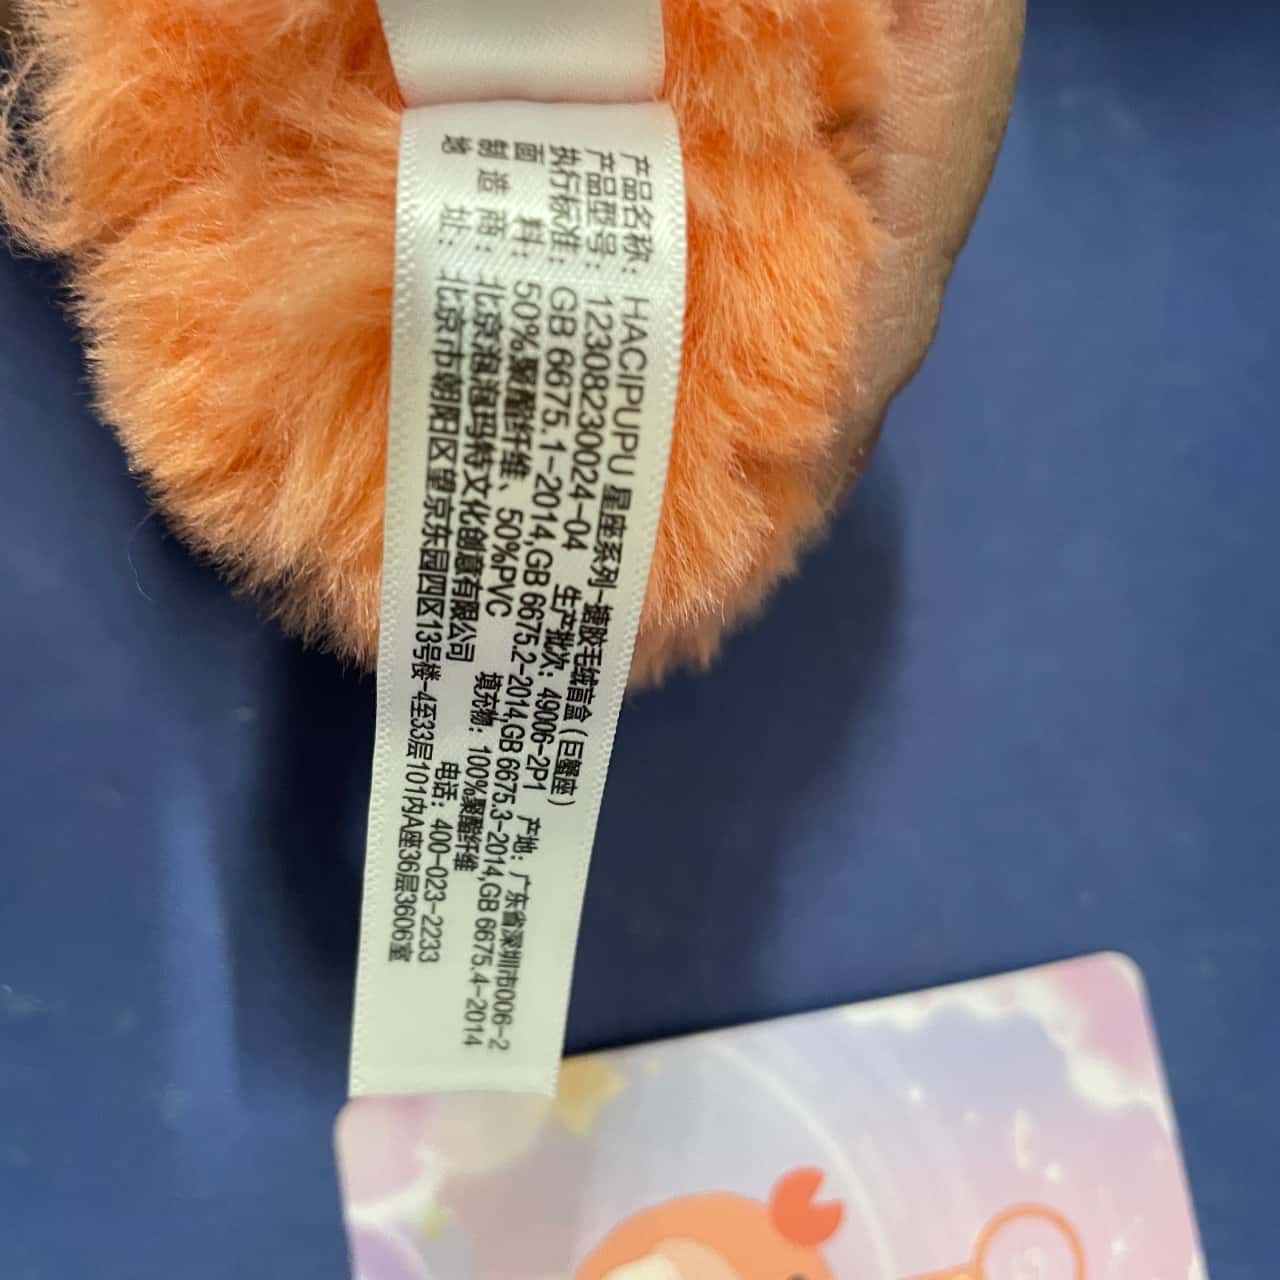 产品名称：HACIPUPU 星座系列-搪胶毛绒盲盒（巨蟹座）
产品型号：12308230024-04 生产批次：49006-2P1 产地：广东省深圳市006-2
执行标准：GB 6675.1-2014,GB 6675.2-2014,GB 6675.3-2014,GB 6675.4-2014
面 料：50%聚酯纤维、50%PVC 填充物：100%聚酯纤维
制 造 商：北京泡泡玛特文化创意有限公司 电话：400-023-2233
地 址：北京市朝阳区望京东园四区13号楼-4至33层101内A座36层3606室